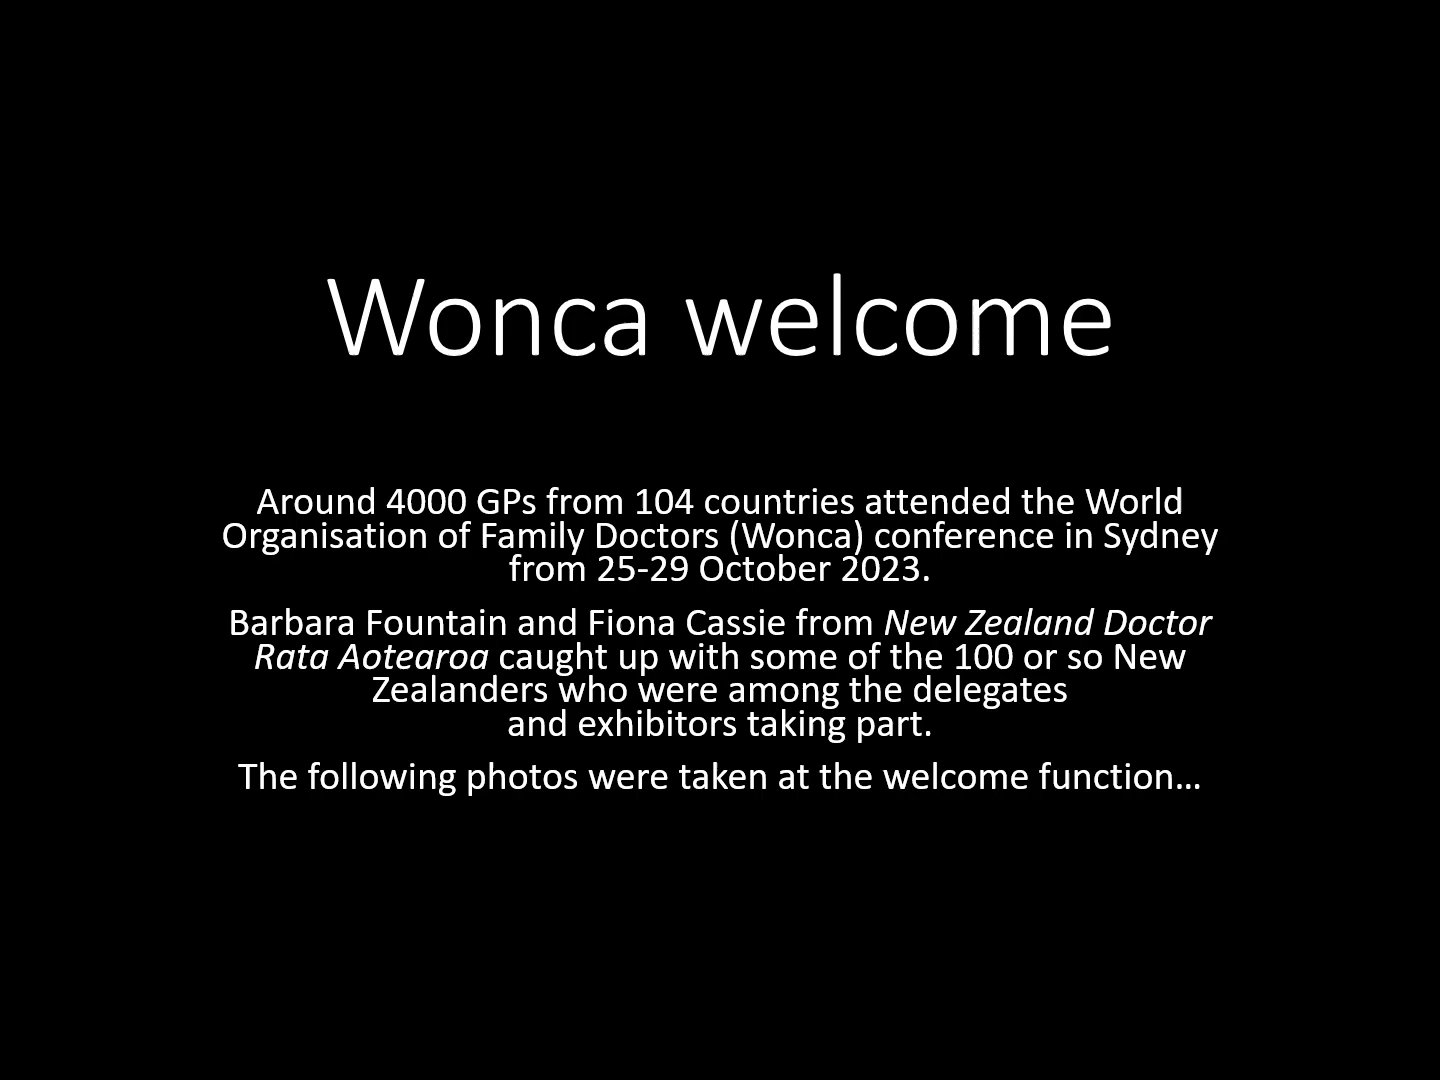 Wonca welcome
Around 4000 GPs from 104 countries attended the World
Organisation of Family Doctors (Wonca) conference in Sydney
from 25-29 October 2023.
Barbara Fountain and Fiona Cassie from New Zealand Doctor
Rata Aotearoa caught up with some of the 100 or so New
Zealanders who were among the delegates
and exhibitors taking part.
The following photos were taken at the welcome function…